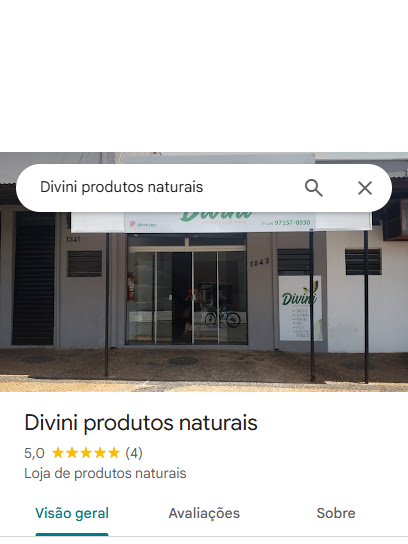 Divini produtos naturais
Divini
97157-0930
1241
1243
Divini
Divini produtos naturais
5,0 ★★★★★ (4)
Loja de produtos naturais
Visão geral Avaliações Sobre